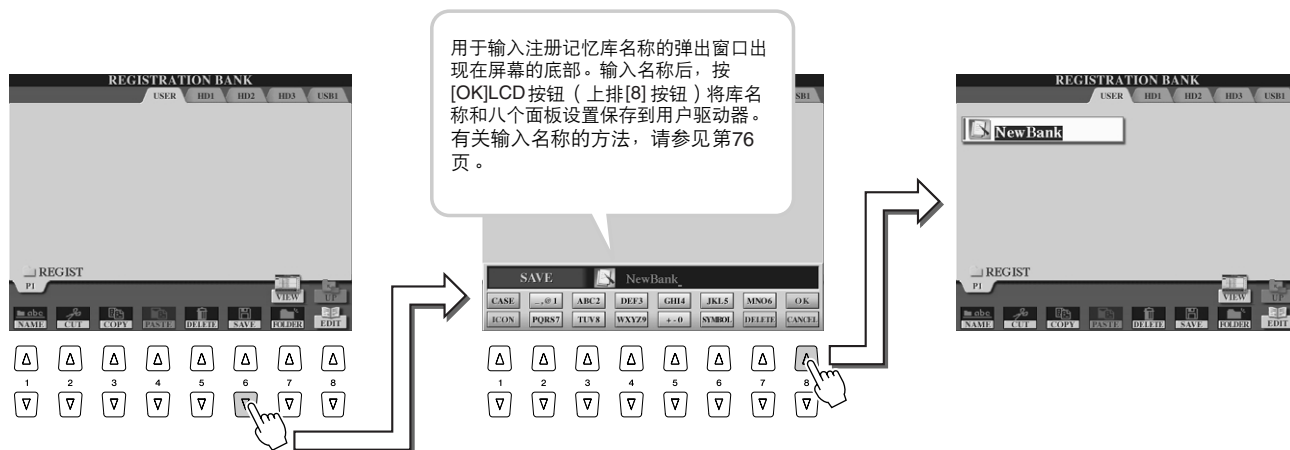 REGISTRATION BANK
USER HD1 HD2 HD3 USB1
REGIST
P1
VIEW UP
abc
NAME CUT COPY PASTE DELETE SAVE FOLDER EDIT
1 2 3 4 5 6 7 8
用于输入注册记忆库名称的弹出窗口出
现在屏幕的底部。输入名称后，按
[OK]LCD按钮（上排[8]按钮）将库名
称和八个面板设置保存到用户驱动器。
有关输入名称的方法，请参见第76
页。
SB1
SAVE NewBank_
CASE _,@1 ABC2 DEF3 GHI4 JKL5 MNO6 OK
ICON PQRS7 TUV8 WXYZ9 +-0 SYMBOL DELETE CANCEL
1 2 3 4 5 6 7 8
REGISTRATION BANK
USER HD1 HD2 HD3 USB1
NewBank
REGIST
P1
VIEW UP
abc
NAME CUT COPY PASTE DELETE SAVE FOLDER EDIT